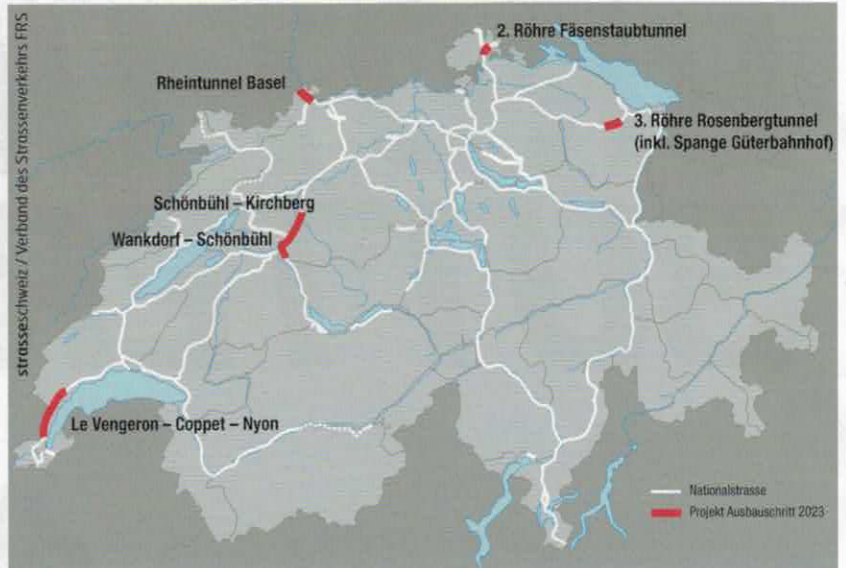 2. Röhre Fäsenstaubtunnel
Rheintunnel Basel
3. Röhre Rosenbergtunnel
(inkl. Spange Güterbahnhof)
Schönbühl – Kirchberg
Wankdorf – Schönbühl
Le Vengeron – Coppet – Nyon
Nationalstrasse
Projekt Ausbauschritt 2023
strasseschweiz / Verband des Strassenverkehrs FRS